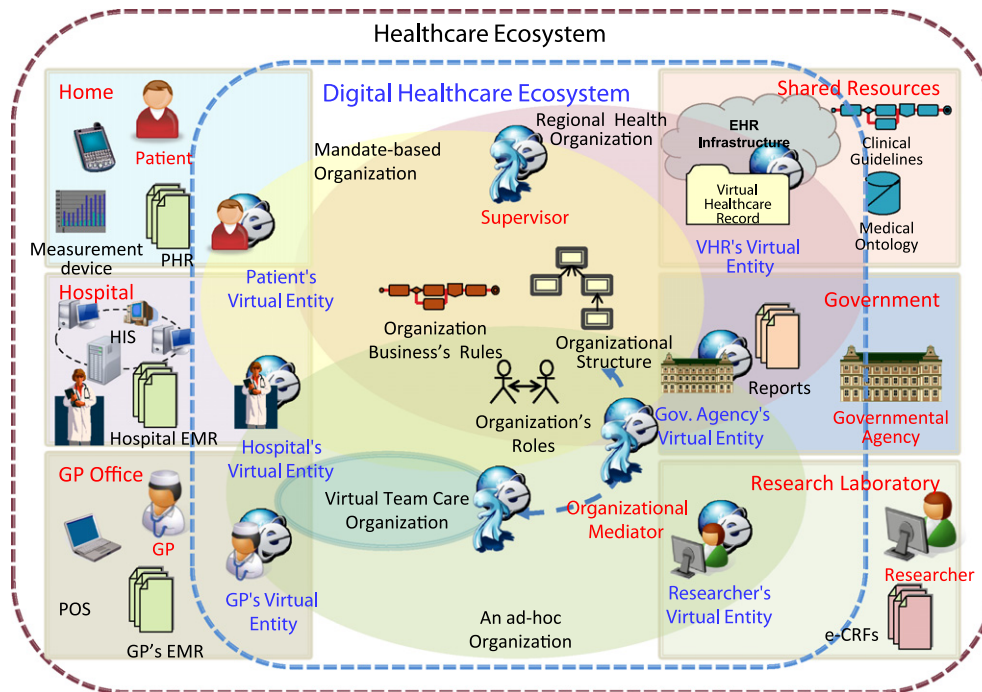 Healthcare Ecosystem
Home
Patient
Measurement
device
PHR
Digital Healthcare Ecosystem
Mandate-based
Organization
Regional Health
Organization
Supervisor
Patient's
Virtual Entity
EHR
Infrastructure
Virtual
Healthcare
Record
VHR's Virtual
Entity
Shared Resources
Clinical
Guidelines
Medical
Ontology
Hospital
HIS
Hospital EMR
Hospital's
Virtual Entity
Organization
Business's Rules
Organizational
Structure
Organization's
Roles
Reports
Gov. Agency's
Virtual Entity
Government
Governmental
Agency
GP Office
GP
POS
GP's EMR
GP's Virtual
Entity
Virtual Team Care
Organization
Organizational
Mediator
An ad-hoc
Organization
Research Laboratory
Researcher's
Virtual Entity
Researcher
e-CRFs